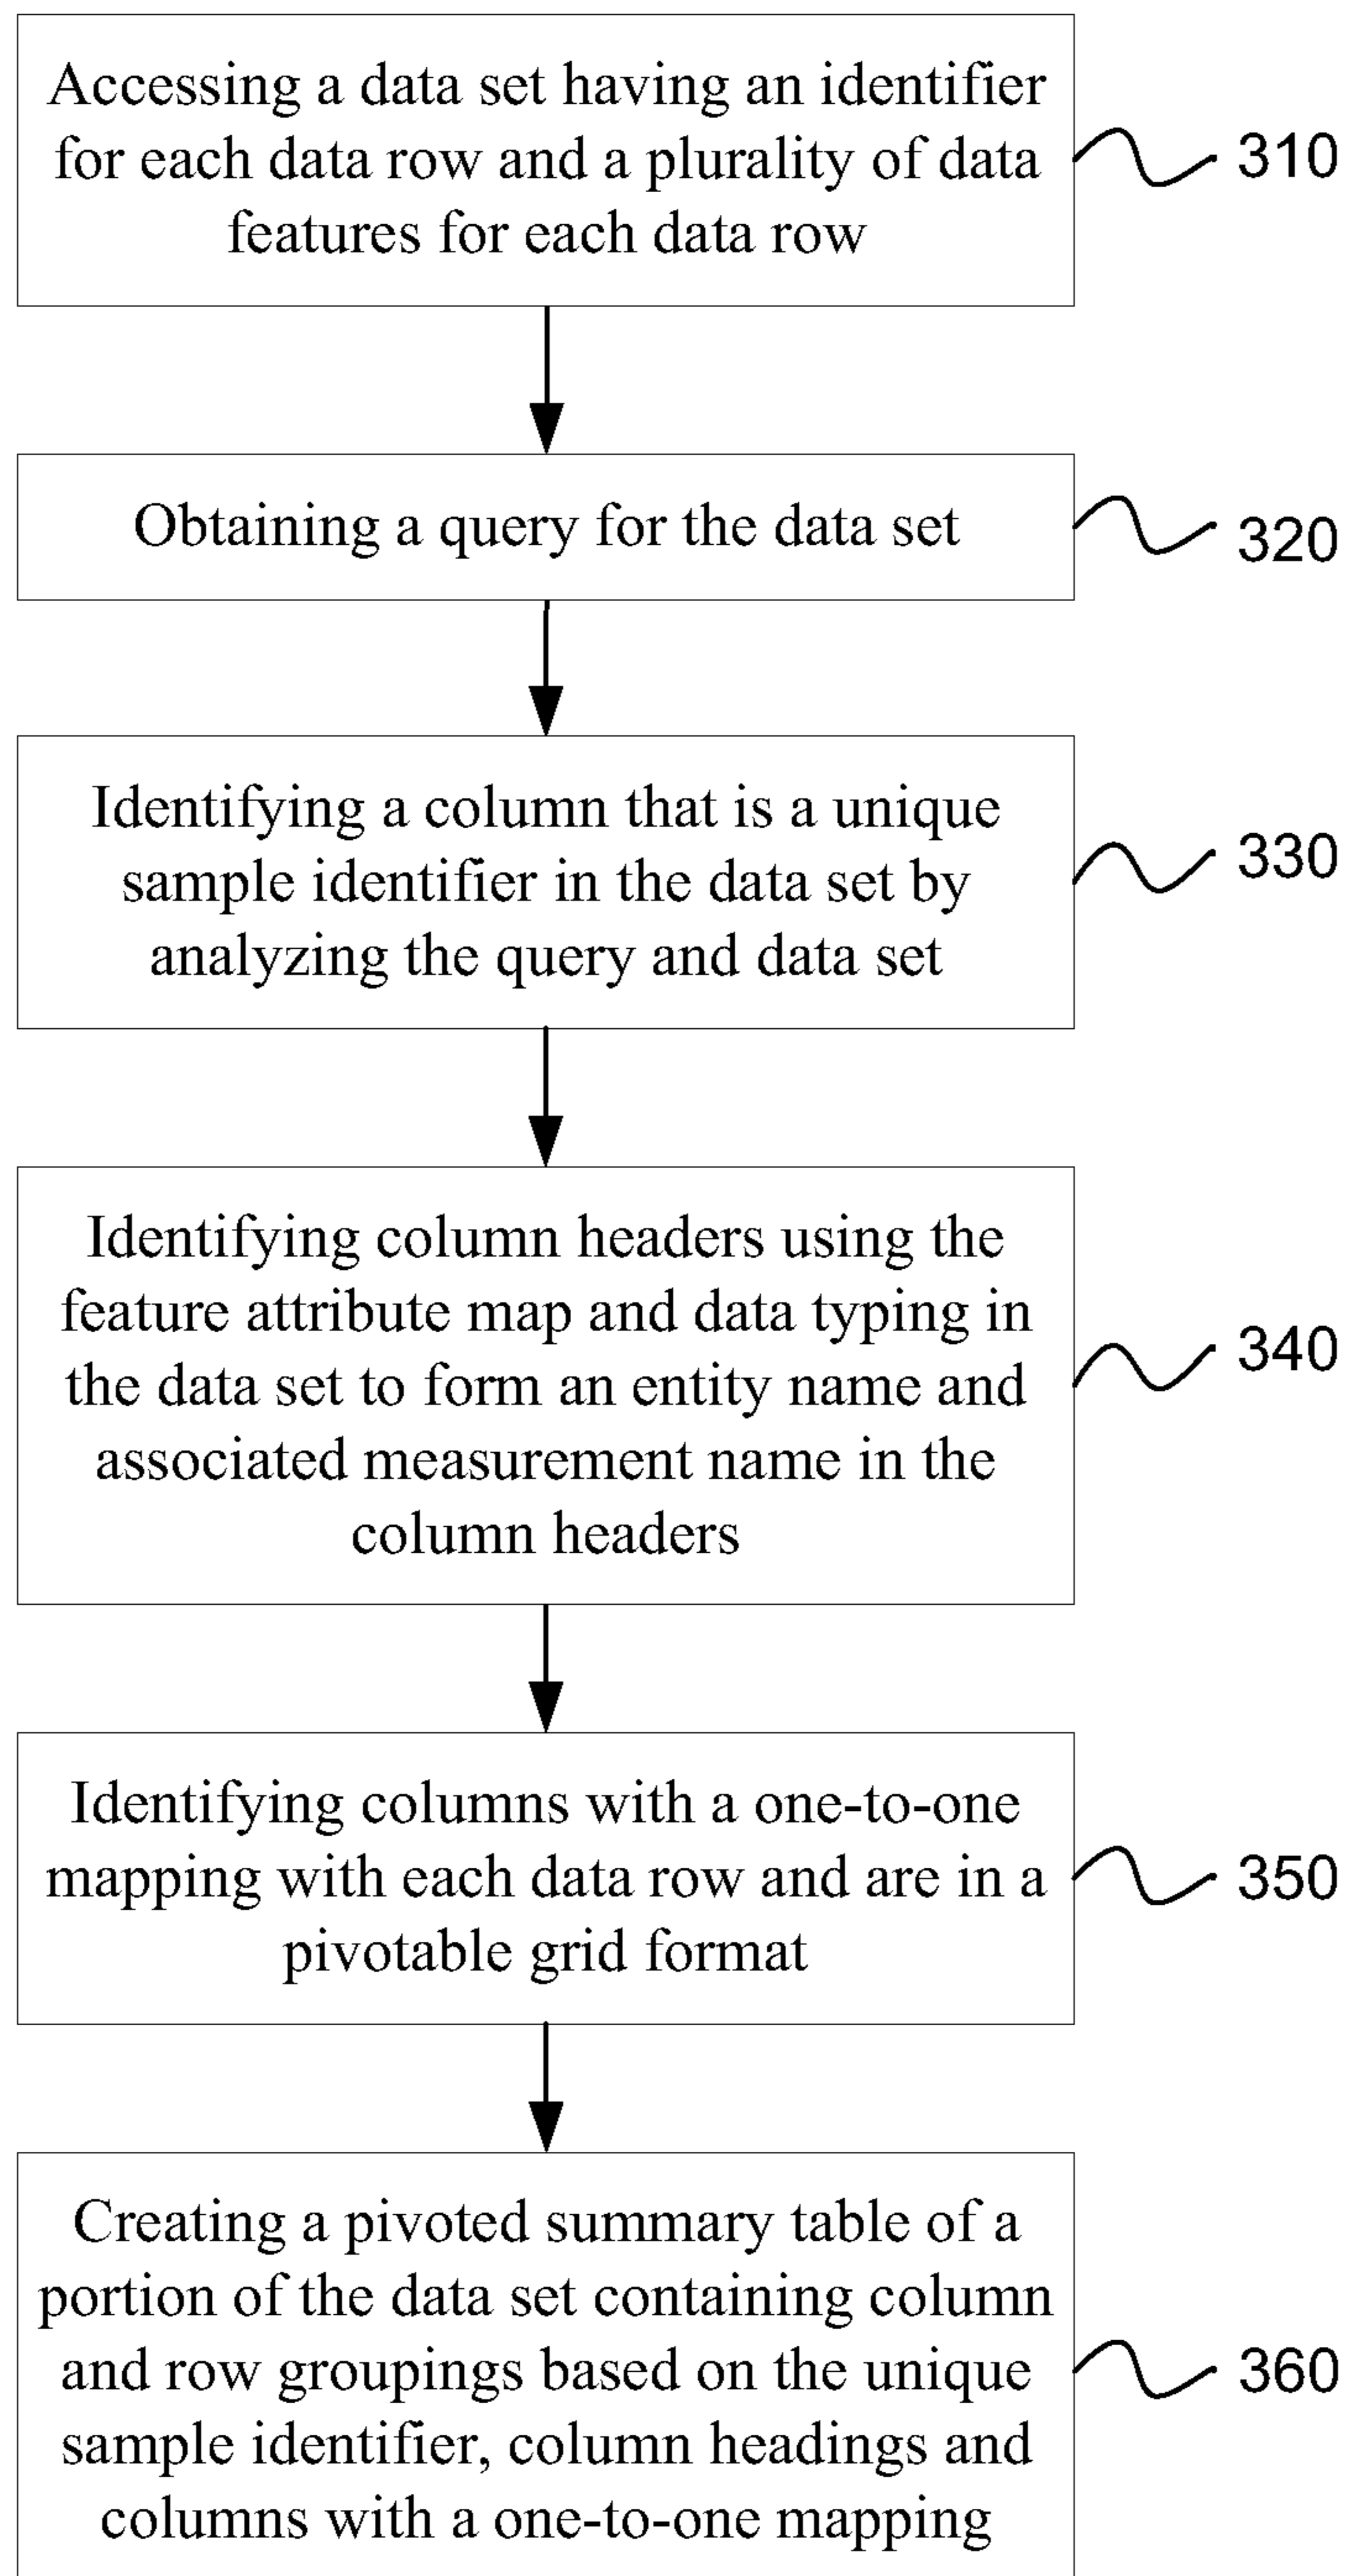 Accessing a data set having an identifier
for each data row and a plurality of data
features for each data row
310
Obtaining a query for the data set
320
Identifying a column that is a unique
sample identifier in the data set by
analyzing the query and data set
330
Identifying column headers using the
feature attribute map and data typing in
the data set to form an entity name and
associated measurement name in the
column headers
340
Identifying columns with a one-to-one
mapping with each data row and are in a
pivotable grid format
350
Creating a pivoted summary table of a
portion of the data set containing column
and row groupings based on the unique
sample identifier, column headings and
columns with a one-to-one mapping
360